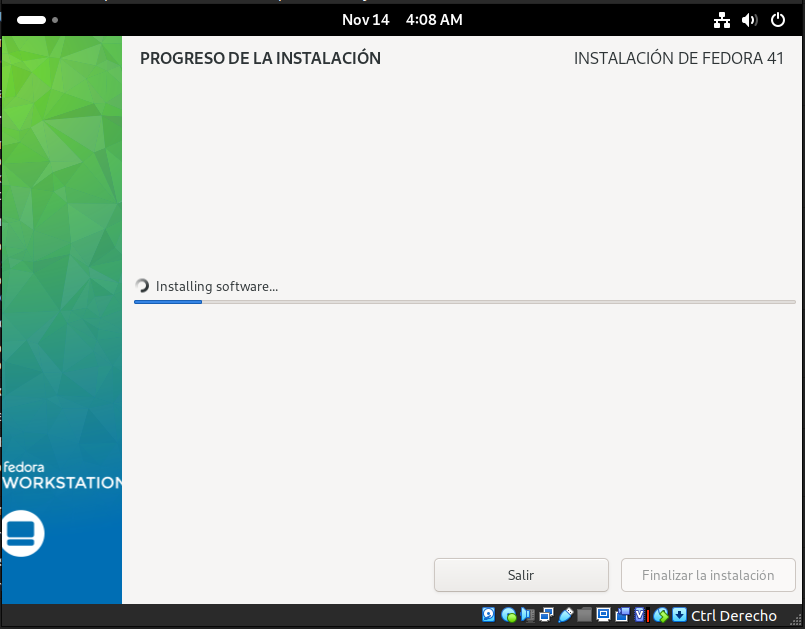 Nov 14 4:08 AM
PROGRESO DE LA INSTALACIÓN
INSTALACIÓN DE FEDORA 41
Installing software...
fedora
WORKSTATION
Salir
Finalizar la instalación
Ctrl Derecho